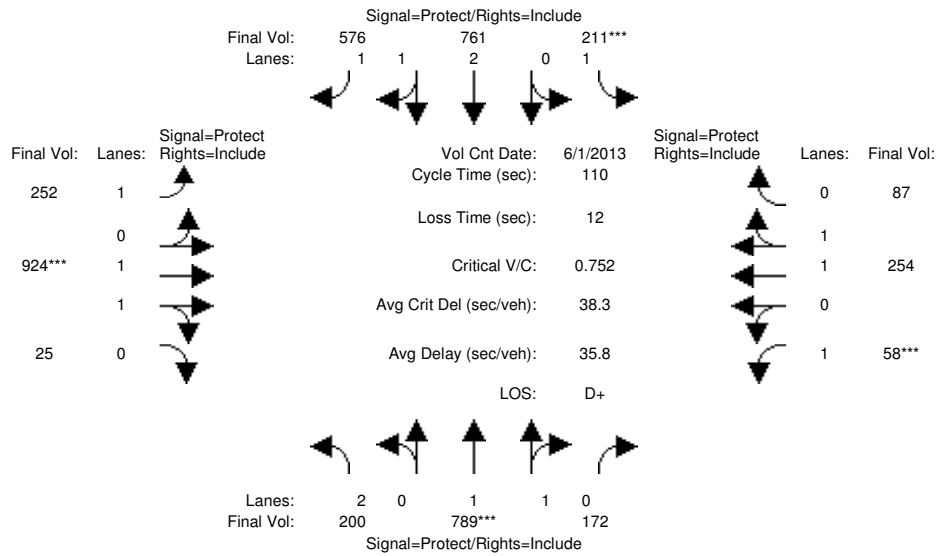 Signal=Protect/Rights=Include
Final Vol: 576 761 211***
Lanes: 1 1 2 0 1
Signal=Protect
Final Vol: Lanes: Rights=Include
Vol Cnt Date: 6/1/2013
Signal=Protect
Rights=Include Lanes: Final Vol:
Cycle Time (sec): 110
252 1
0 87
Loss Time (sec): 12
0
1
924*** 1
Critical V/C: 0.752
1 254
1
Avg Crit Del (sec/veh): 38.3
0
25 0
Avg Delay (sec/veh): 35.8
1 58***
LOS: D+
Lanes: 2 0 1 1 0
Final Vol: 200 789*** 172
Signal=Protect/Rights=Include